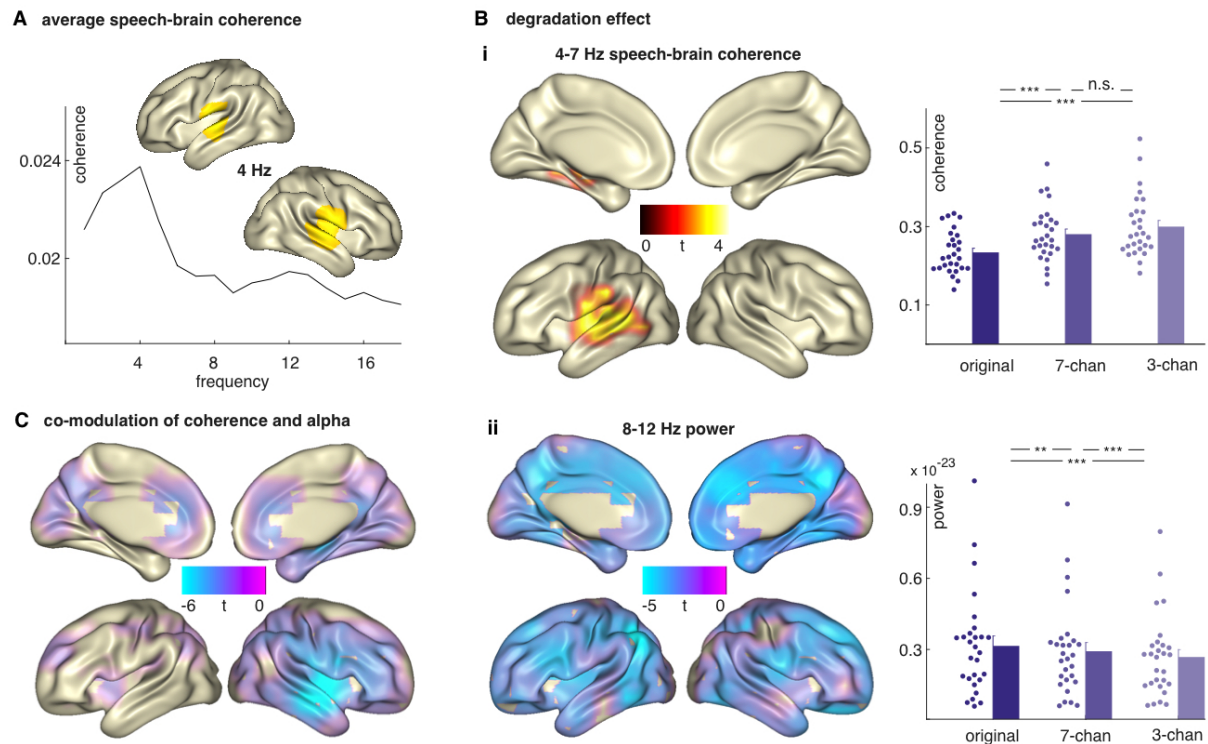 A average speech-brain coherence
coherence
0.024
0.02
4 Hz
4 8 12 16
frequency
B degradation effect
i 4-7 Hz speech-brain coherence
0 t 4
*** n.s.
***
coherence
0.5
0.3
0.1
original 7-chan 3-chan
C co-modulation of coherence and alpha
-6 t 0
ii 8-12 Hz power
-5 t 0
** ***
***
x 10-23
power
0.9
0.6
0.3
original 7-chan 3-chan